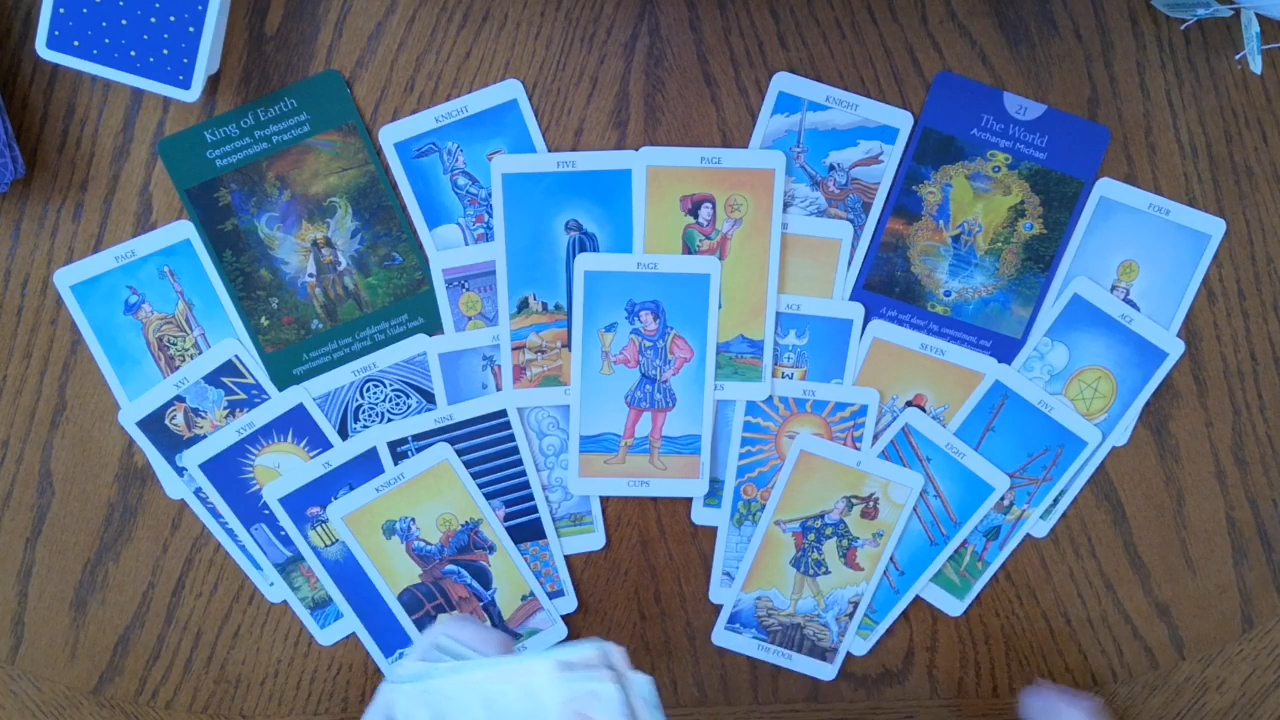 King of Earth
Generous, Professional,
Responsible, Practical
A successful time. Confidently accept
opportunities you're offered. The Midas touch.
KNIGHT
FIVE
PAGE
KNIGHT
21
The World
Archangel Michael
A job well done! Joy, contentment, and
FOUR
PAGE
PAGE
CUPS
ACE
ACE
SEVEN
XVI
THREE
XIX
FIVE
XVIII
NINE
EIGHT
IX
KNIGHT
0
THE FOOL